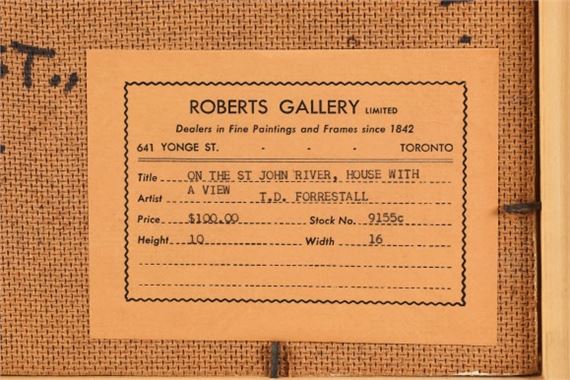 ST.,
ROBERTS GALLERY LIMITED
Dealers in Fine Paintings and Frames since 1842
641 YONGE ST. - - - TORONTO
Title ON THE ST JOHN RIVER, HOUSE WITH
A VIEW
Artist T.D. FORRESTALL
Price $100.00 Stock No. 9155c
Height 10 Width 16